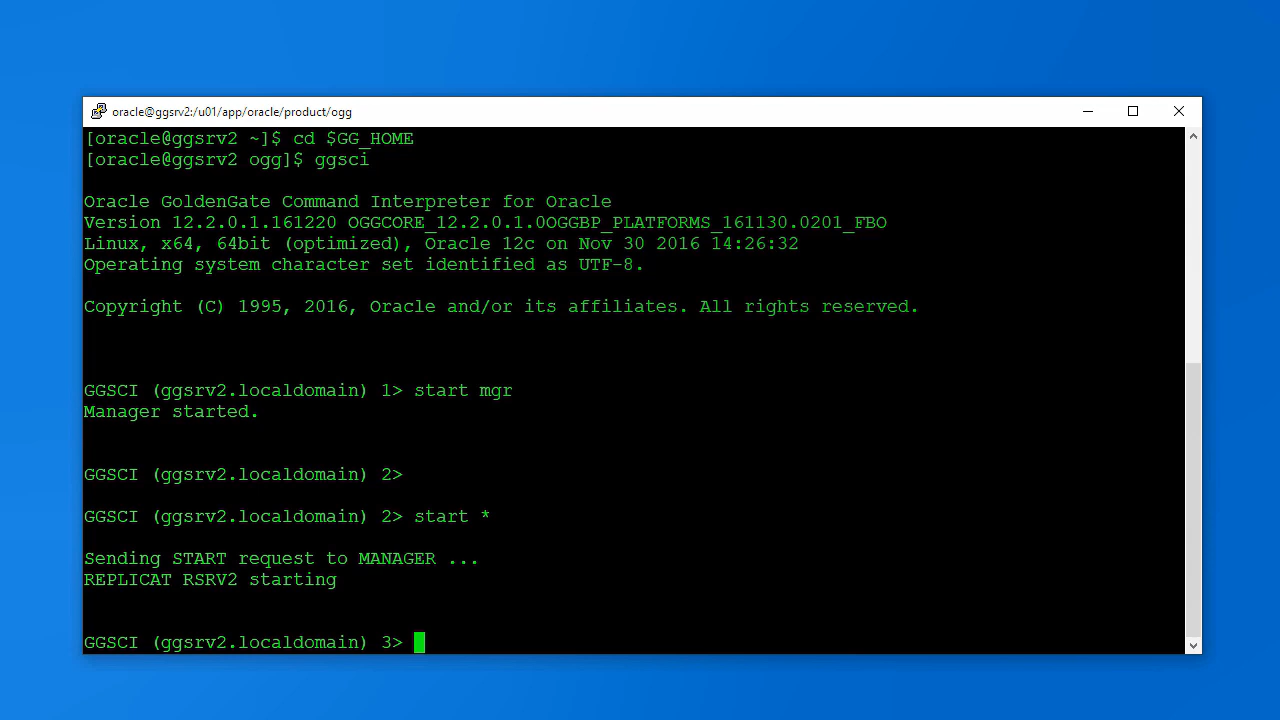 oracle@ggsrv2:/u01/app/oracle/product/ogg
[oracle@ggsrv2 ~]$ cd $GG_HOME
[oracle@ggsrv2 ogg]$ ggsci
Oracle GoldenGate Command Interpreter for Oracle
Version 12.2.0.1.161220 OGGCORE_12.2.0.1.0OGGBP_PLATFORMS_161130.0201_FBO
Linux, x64, 64bit (optimized), Oracle 12c on Nov 30 2016 14:26:32
Operating system character set identified as UTF-8.
Copyright (C) 1995, 2016, Oracle and/or its affiliates. All rights reserved.
GGSCI (ggsrv2.localdomain) 1> start mgr
Manager started.
GGSCI (ggsrv2.localdomain) 2>
GGSCI (ggsrv2.localdomain) 2> start *
Sending START request to MANAGER ...
REPLICAT RSRV2 starting
GGSCI (ggsrv2.localdomain) 3>